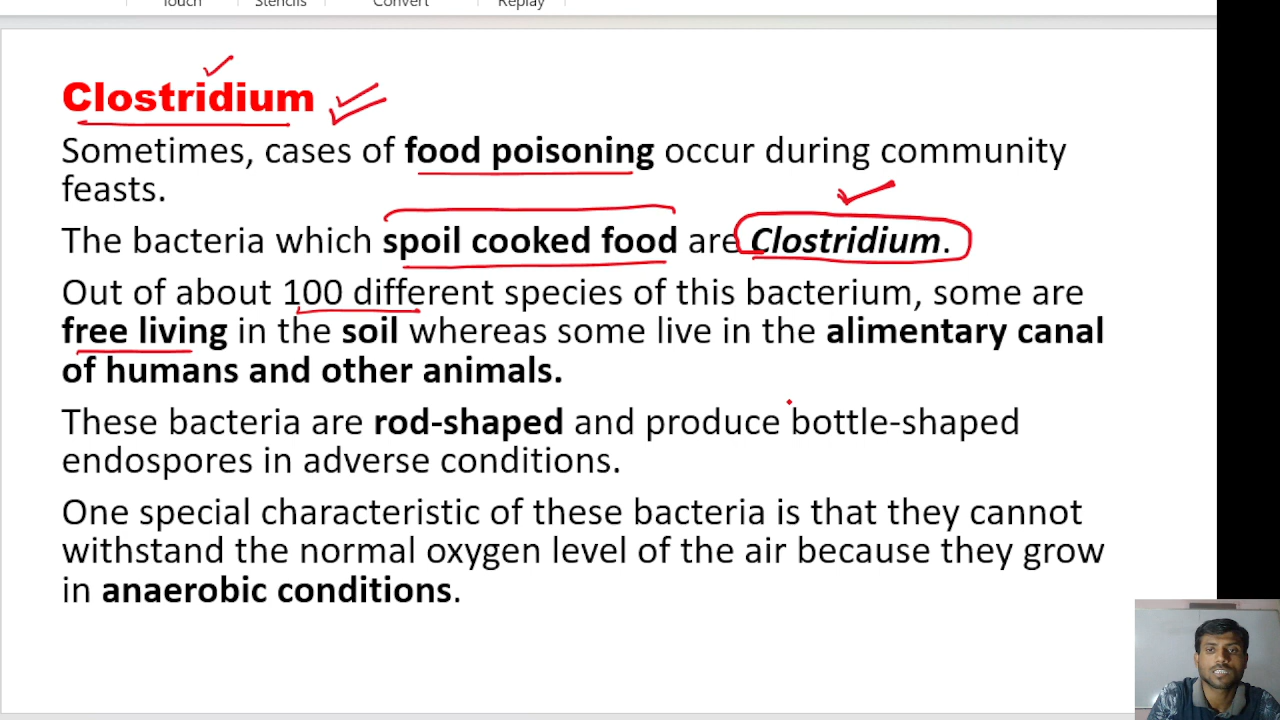 Touch Stencils Convert Replay
Clostridium
Sometimes, cases of food poisoning occur during community
feasts.
The bacteria which spoil cooked food are Clostridium.
Out of about 100 different species of this bacterium, some are
free living in the soil whereas some live in the alimentary canal
of humans and other animals.
These bacteria are rod-shaped and produce bottle-shaped
endospores in adverse conditions.
One special characteristic of these bacteria is that they cannot
withstand the normal oxygen level of the air because they grow
in anaerobic conditions.